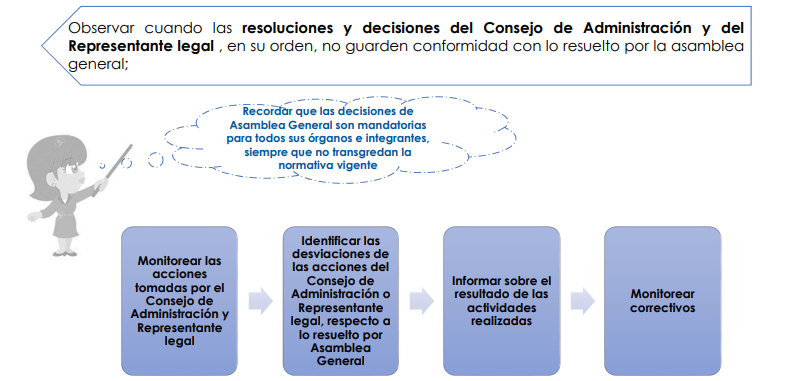 Observar cuando las resoluciones y decisiones del Consejo de Administración y del
Representante legal , en su orden, no guarden conformidad con lo resuelto por la asamblea
general;
Recordar que las decisiones de
Asamblea General son mandatorias
para todos sus órganos e integrantes,
siempre que no transgredan la
normativa vigente
Monitorear las
acciones
tomadas por el
Consejo de
Administración y
Representante
legal
Identificar las
desviaciones de
las acciones del
Consejo de
Administración o
Representante
legal, respecto a
lo resuelto por
Asamblea
General
Informar sobre el
resultado de las
actividades
realizadas
Monitorear
correctivos